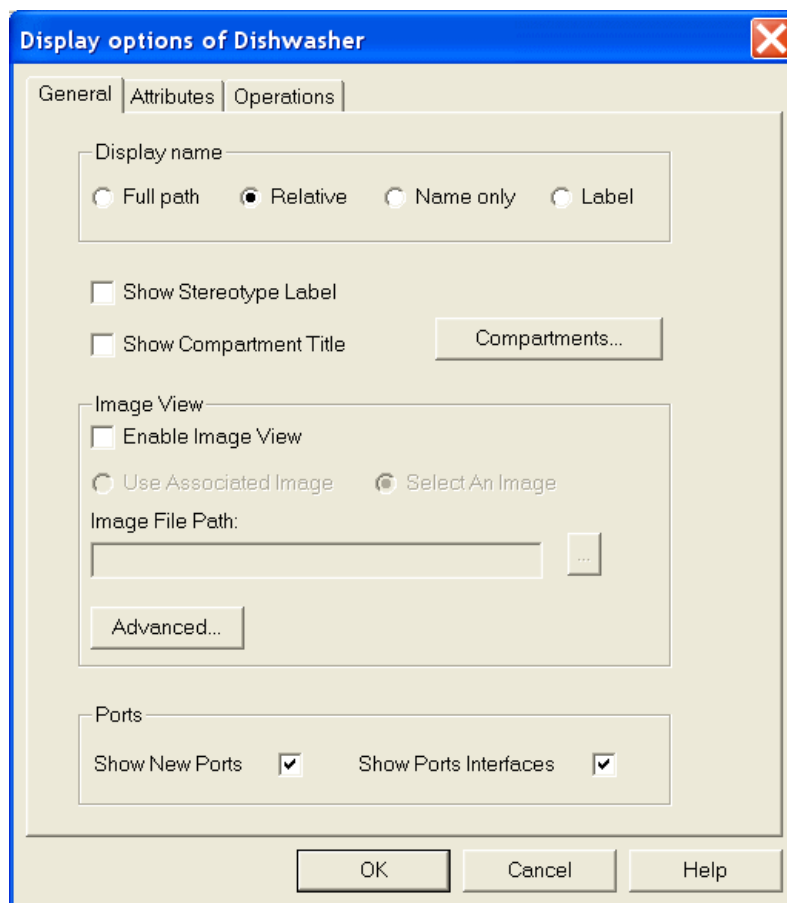 Display options of Dishwasher
General Attributes Operations
Display name
Full path Relative Name only Label
Show Stereotype Label
Show Compartment Title Compartments...
Image View
Enable Image View
Use Associated Image Select An Image
Image File Path:
...
Advanced...
Ports
Show New Ports Show Ports Interfaces
OK Cancel Help